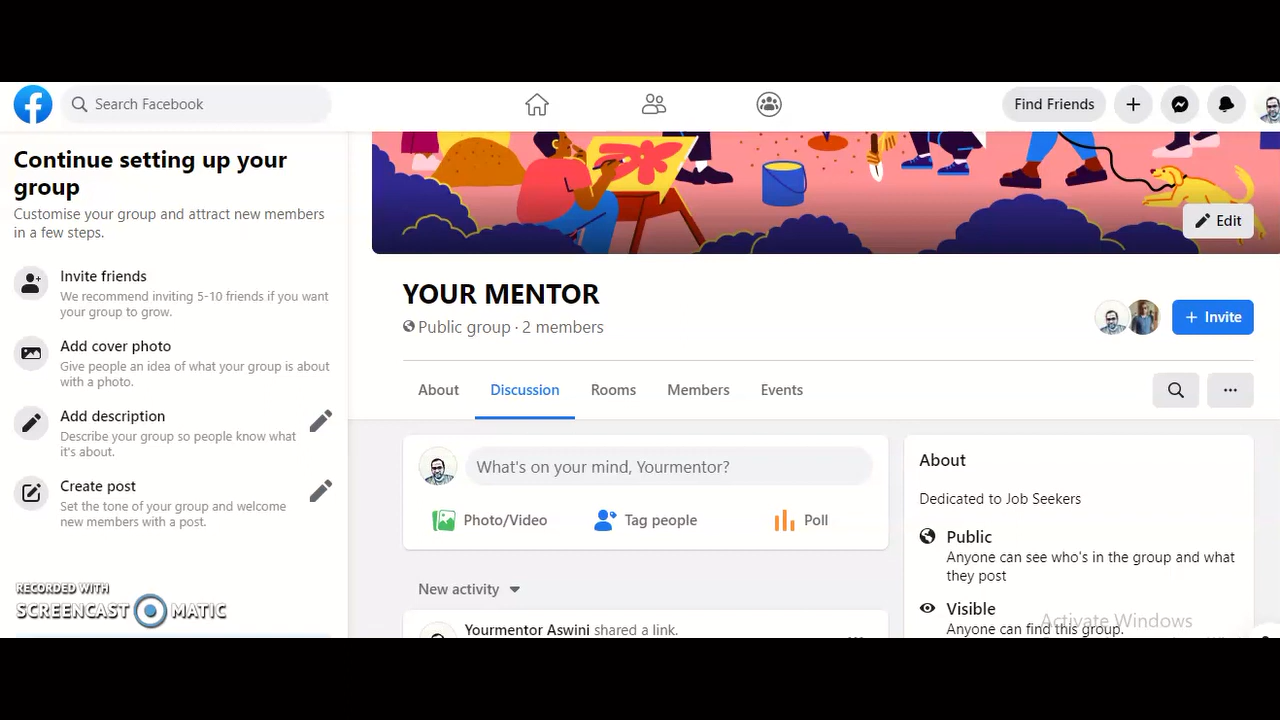 Search Facebook
Find Friends
Continue setting up your
group
Customise your group and attract new members
in a few steps.
Invite friends
We recommend inviting 5-10 friends if you want
your group to grow.
Add cover photo
Give people an idea of what your group is about
with a photo.
Add description
Describe your group so people know what
it's about.
Create post
Set the tone of your group and welcome
new members with a post.
RECORDED WITH
SCREENCAST MATIC
Edit
YOUR MENTOR
Public group · 2 members
+ Invite
About
Discussion
Rooms
Members
Events
What's on your mind, Yourmentor?
Photo/Video
Tag people
Poll
New activity
Yourmentor Aswini shared a link.
About
Dedicated to Job Seekers
Public
Anyone can see who's in the group and what
they post
Visible
Anyone can find this group.
Activate Windows